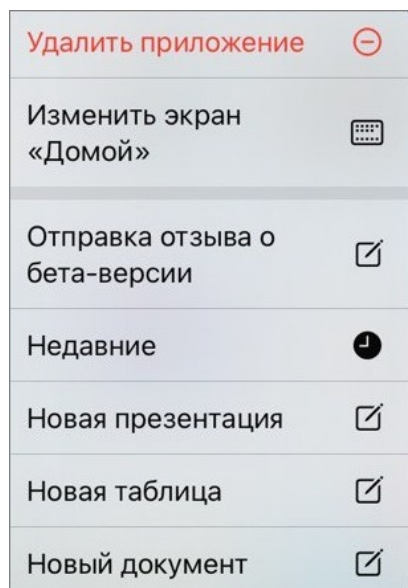 Удалить приложение
Изменить экран
«Домой»
Отправка отзыва о
бета-версии
Недавние
Новая презентация
Новая таблица
Новый документ